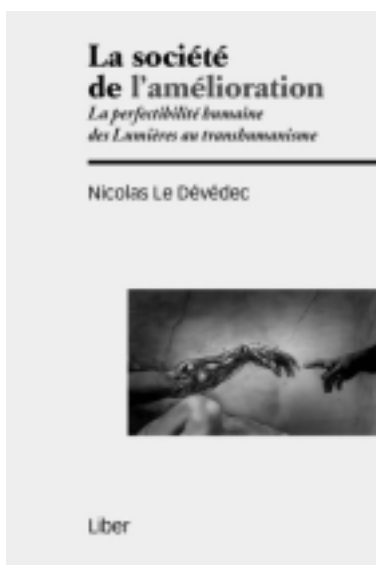 La société
de l'amélioration
La perfectibilité humaine
des Lumières au transhumanisme
Nicolas Le Dévédec
Liber